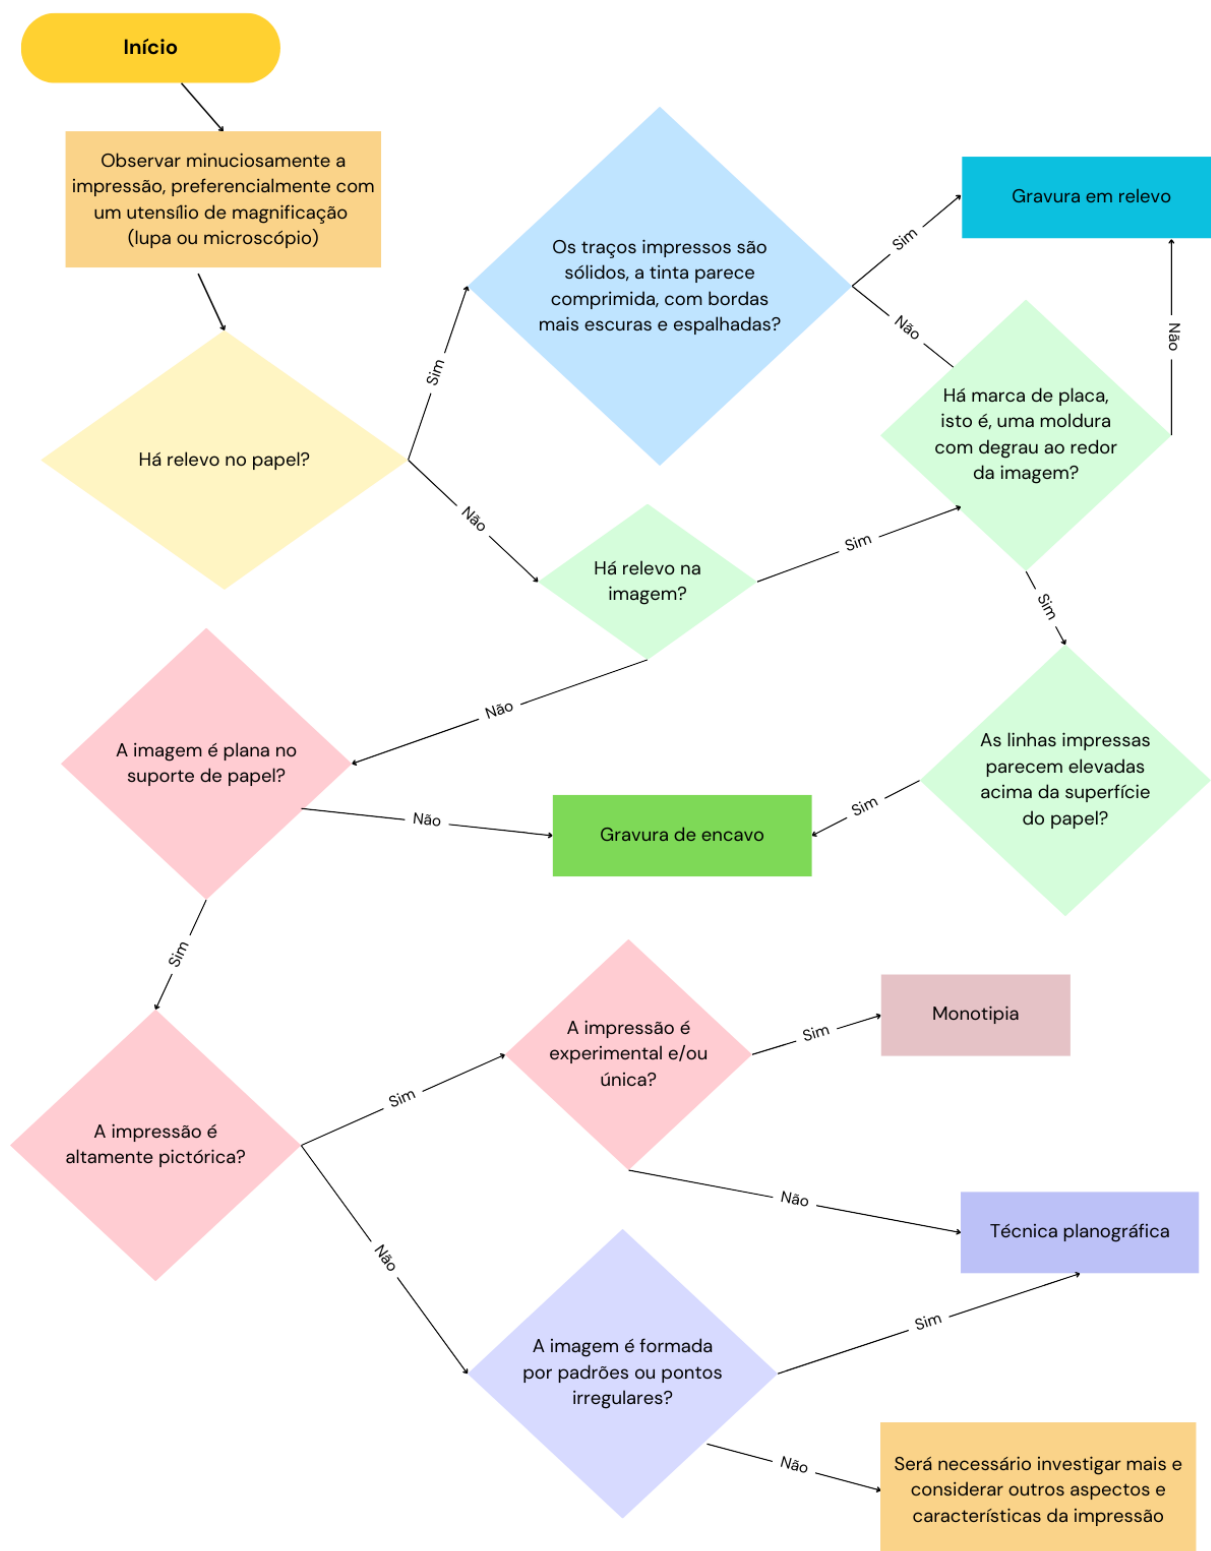 Início
Observar minuciosamente a
impressão, preferencialmente com
um utensílio de magnificação
(lupa ou microscópio)
Há relevo no papel?
Sim
Não
Os traços impressos são
sólidos, a tinta parece
comprimida, com bordas
mais escuras e espalhadas?
Sim
Não
Gravura em relevo
Há marca de placa,
isto é, uma moldura
com degrau ao redor
da imagem?
Não
Sim
Há relevo na
imagem?
Sim
Não
As linhas impressas
parecem elevadas
acima da superfície
do papel?
Sim
A imagem é plana no
suporte de papel?
Não
Gravura de encavo
Sim
A impressão é
altamente pictórica?
Sim
Não
A impressão é
experimental e/ou
única?
Sim
Monotipia
Não
Técnica planográfica
A imagem é formada
por padrões ou pontos
irregulares?
Sim
Não
Será necessário investigar mais e
considerar outros aspectos e
características da impressão